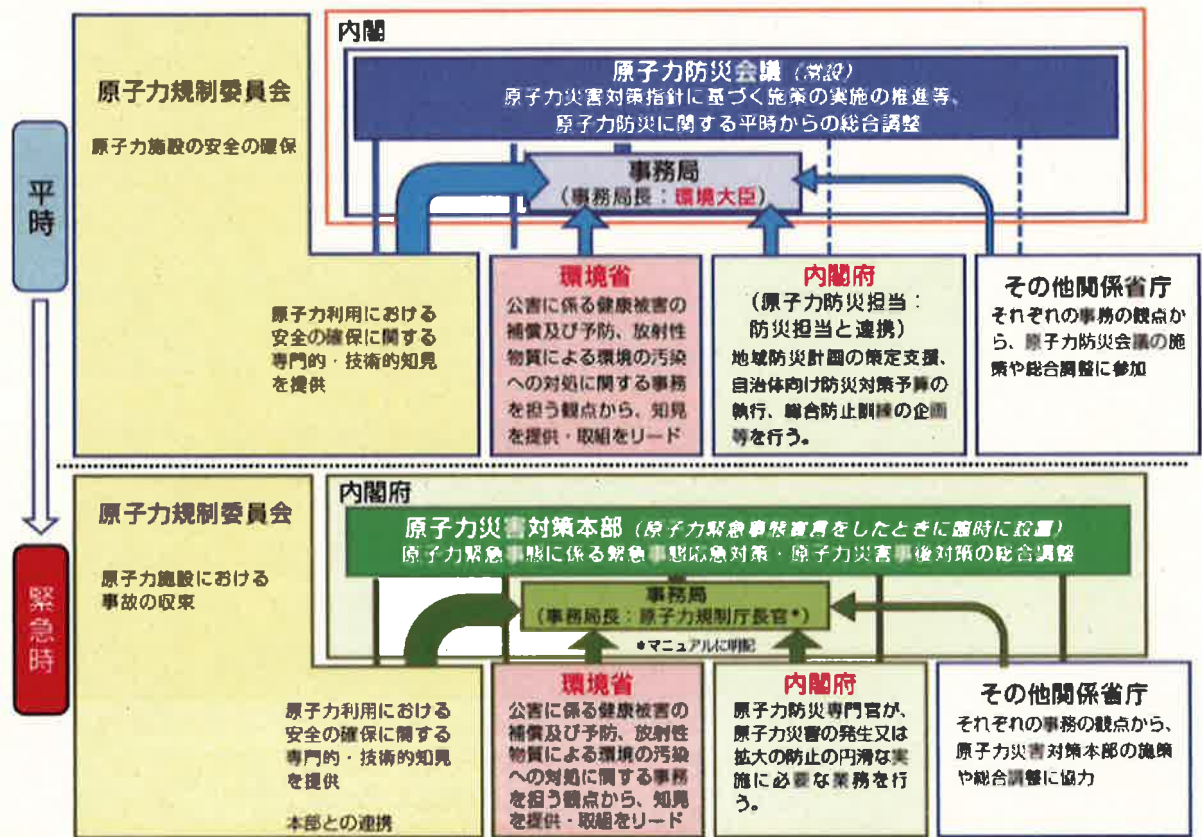 平時
原子力規制委員会
原子力施設の安全の確保
原子力利用における
安全の確保に関する
専門的・技術的知見
を提供
内閣
原子力防災会議(常設)
原子力災害対策指針に基づく施策の実施の推進等、
原子力防災に関する平時からの総合調整
事務局
(事務局長:環境大臣)
環境省
公害に係る健康被害の
補償及び予防、放射性
物質による環境の汚染
への対処に関する事務
を担う観点から、知見
を提供・取組をリード
内閣府
(原子力防災担当:
防災担当と連携)
地域防災計画の策定支援、
自治体向け防災対策予算の
執行、総合防止訓練の企画
等を行う。
その他関係省庁
それぞれの事務の観点か
ら、原子力防災会議の施
策や総合調整に参加
緊急時
原子力規制委員会
原子力施設における
事故の収束
原子力利用における
安全の確保に関する
専門的・技術的知見
を提供
本部との連携
内閣府
原子力災害対策本部(原子力緊急事態宣言をしたときに臨時に設置)
原子力緊急事態に係る緊急事態応急対策・原子力災害事後対策の総合調整
事務局
(事務局長:原子力規制庁長官*)
*マニュアルに明記
環境省
公害に係る健康被害の
補償及び予防、放射性
物質による環境の汚染
への対処に関する事務
を担う観点から、知見
を提供・取組をリード
内閣府
原子力防災専門官が、
原子力災害の発生又は
拡大の防止の円滑な実
施に必要な業務を行
う。
その他関係省庁
それぞれの事務の観点から、
原子力災害対策本部の施策
や総合調整に協力